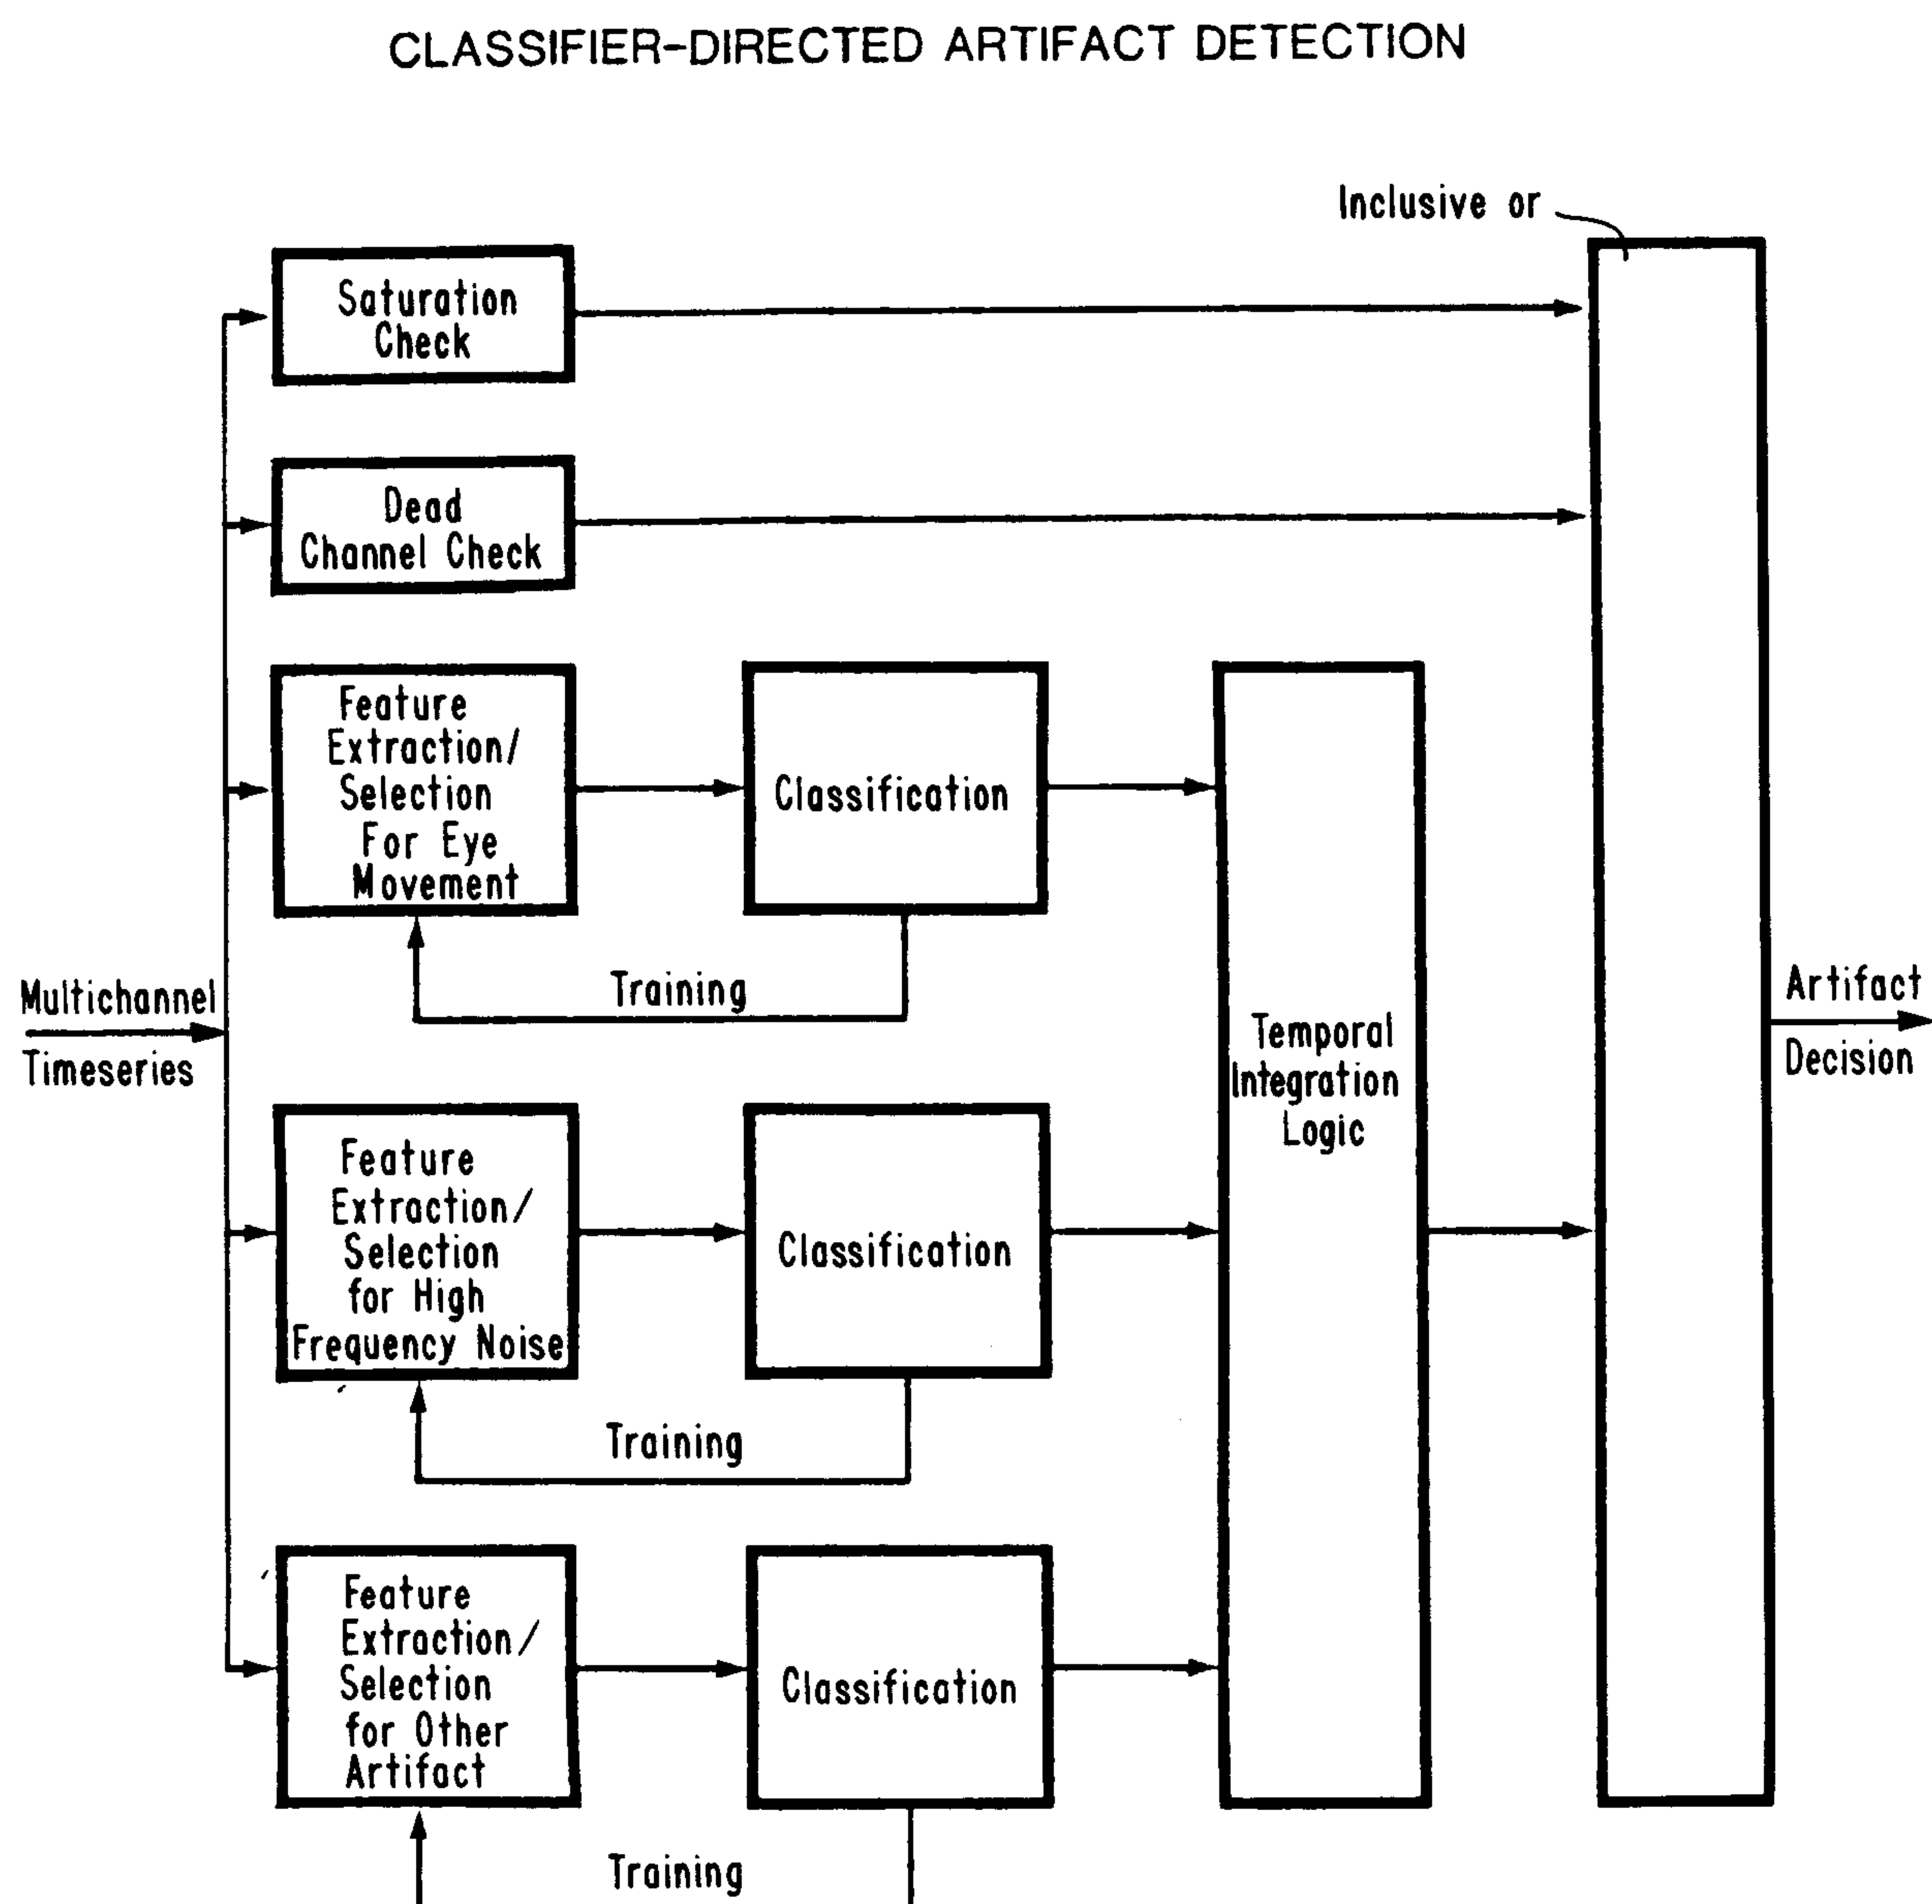 CLASSIFIER-DIRECTED ARTIFACT DETECTION
Inclusive or
Saturation
Check
Dead
Channel Check
Feature
Extraction/
Selection
For Eye
Movement
Classification
Training
Multichannel
Timeseries
Temporal
Integration
Logic
Artifact
Decision
Feature
Extraction/
Selection
for High
Frequency Noise
Classification
Training
Feature
Extraction/
Selection
for Other
Artifact
Classification
Training